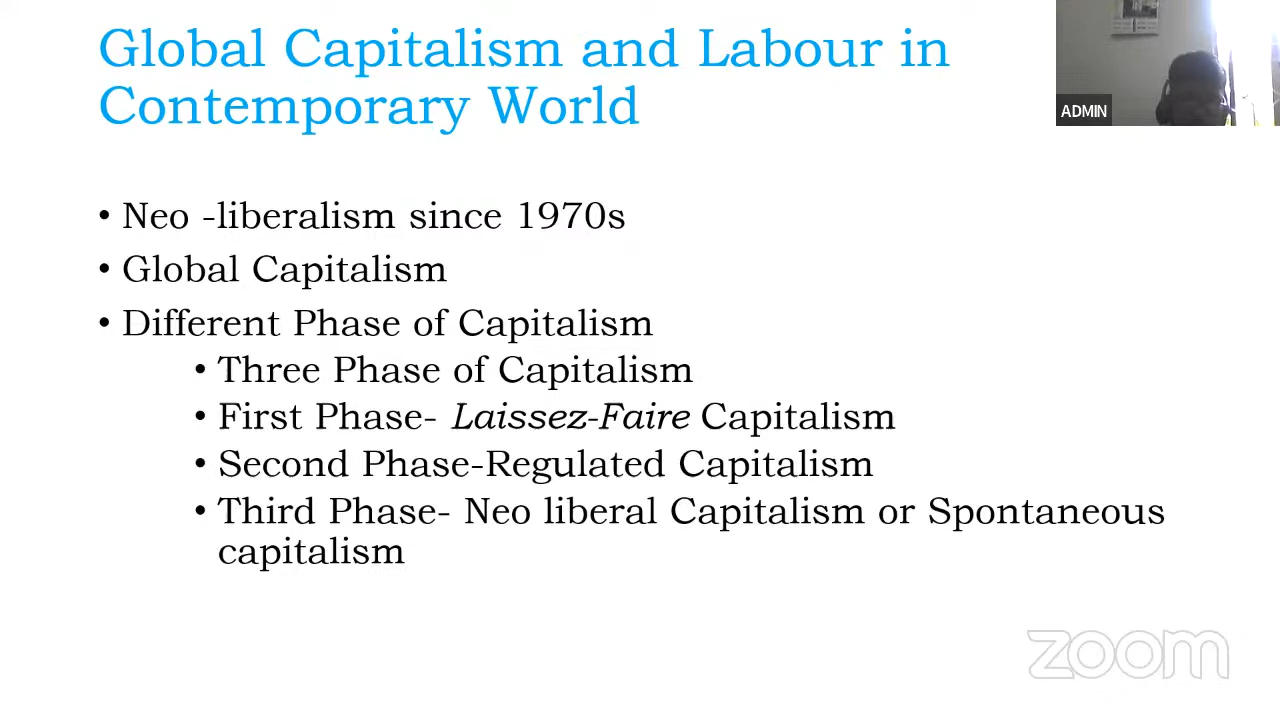 Global Capitalism and Labour in
Contemporary World
ADMIN
• Neo -liberalism since 1970s
• Global Capitalism
• Different Phase of Capitalism
• Three Phase of Capitalism
• First Phase- Laissez-Faire Capitalism
• Second Phase-Regulated Capitalism
• Third Phase- Neo liberal Capitalism or Spontaneous
capitalism
zoom